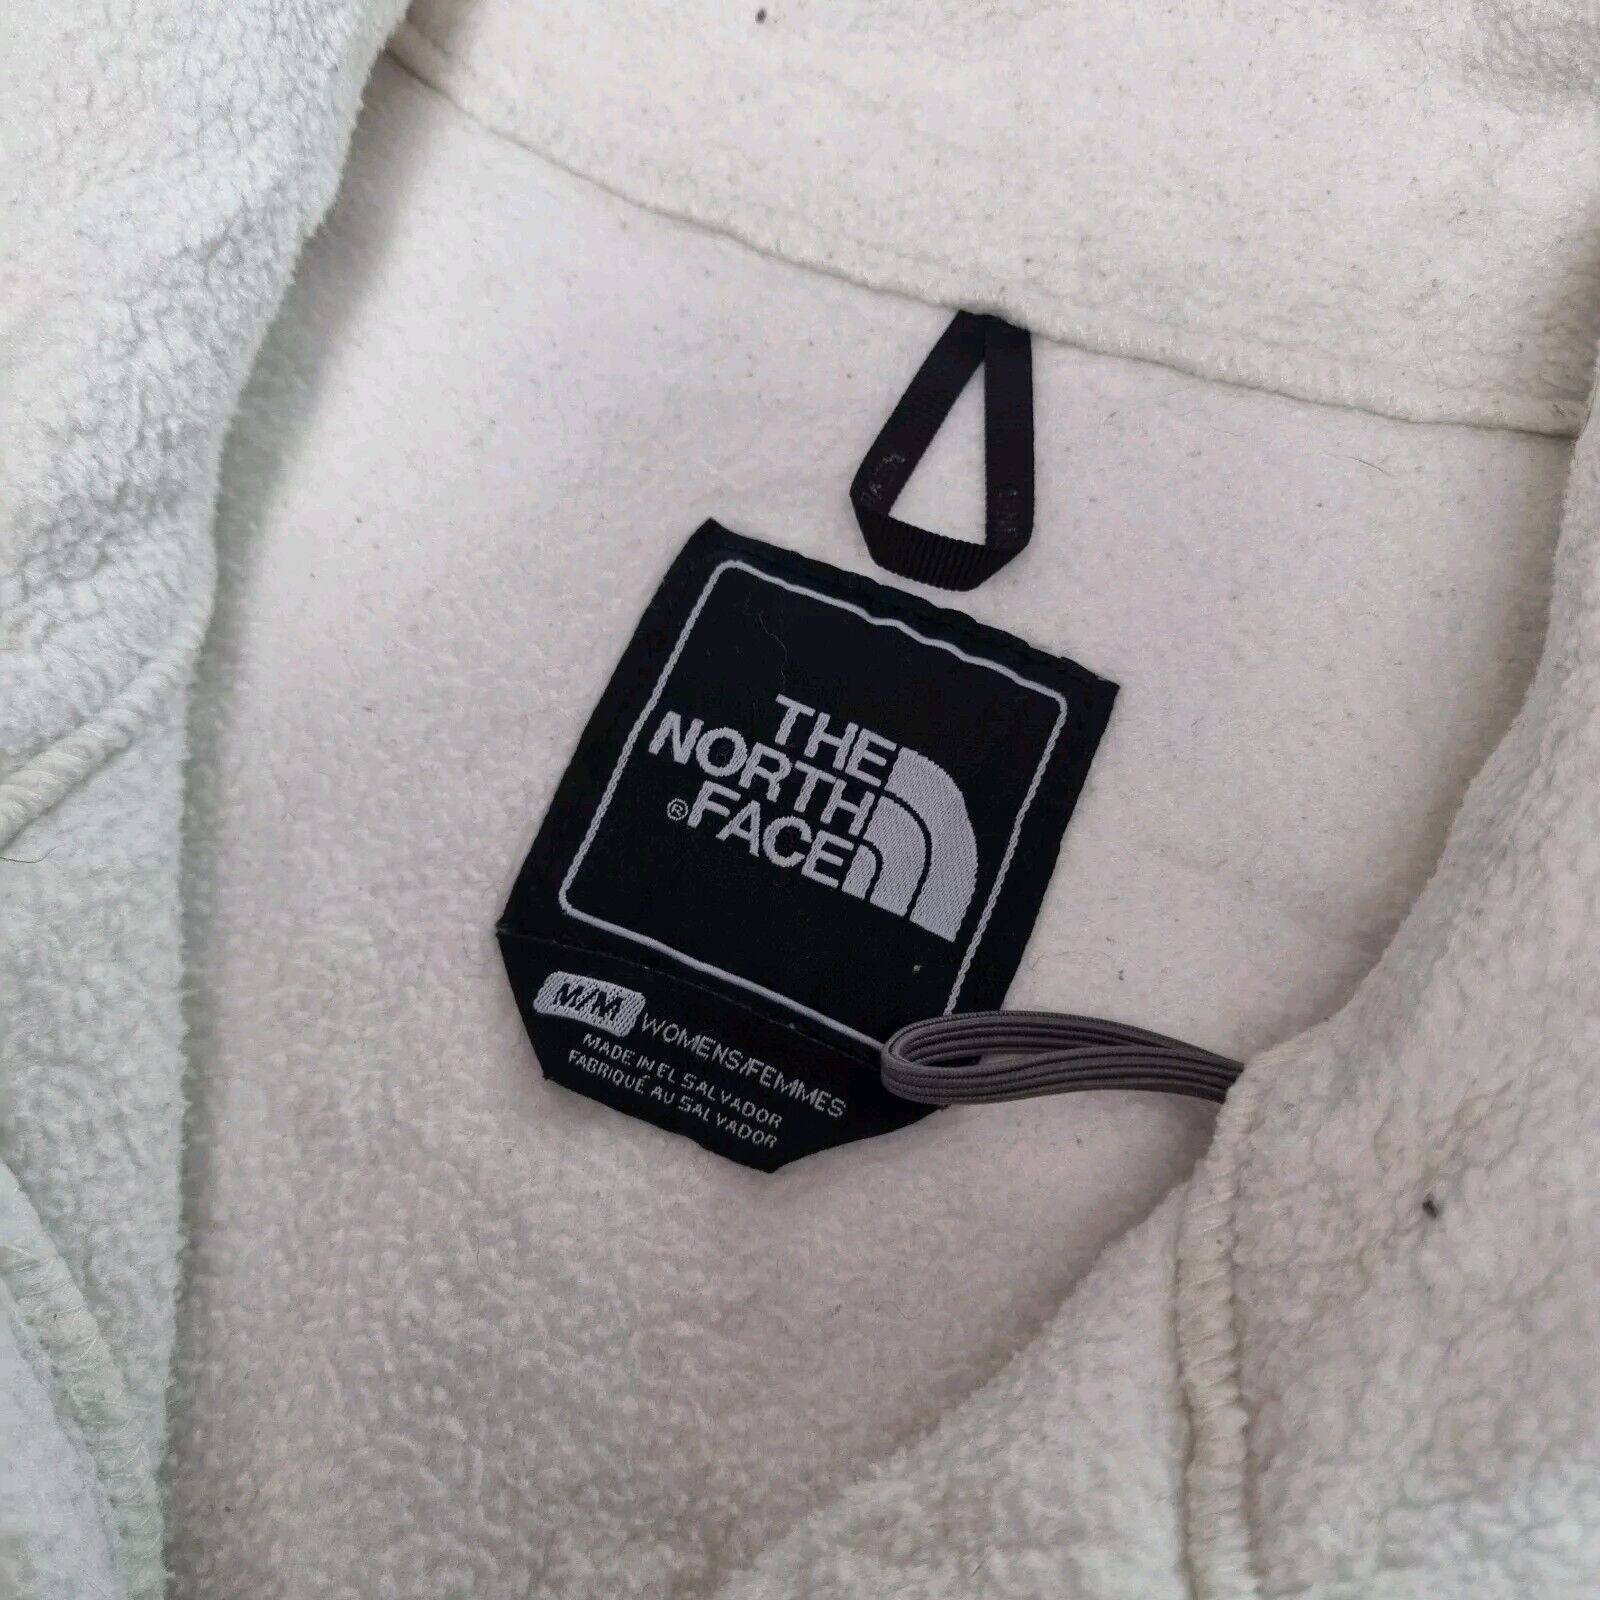 THE
NORTH
®FACE
M/M WOMENS/FEMMES
MADE IN EL SALVADOR
FABRIQUÉ AU SALVADOR